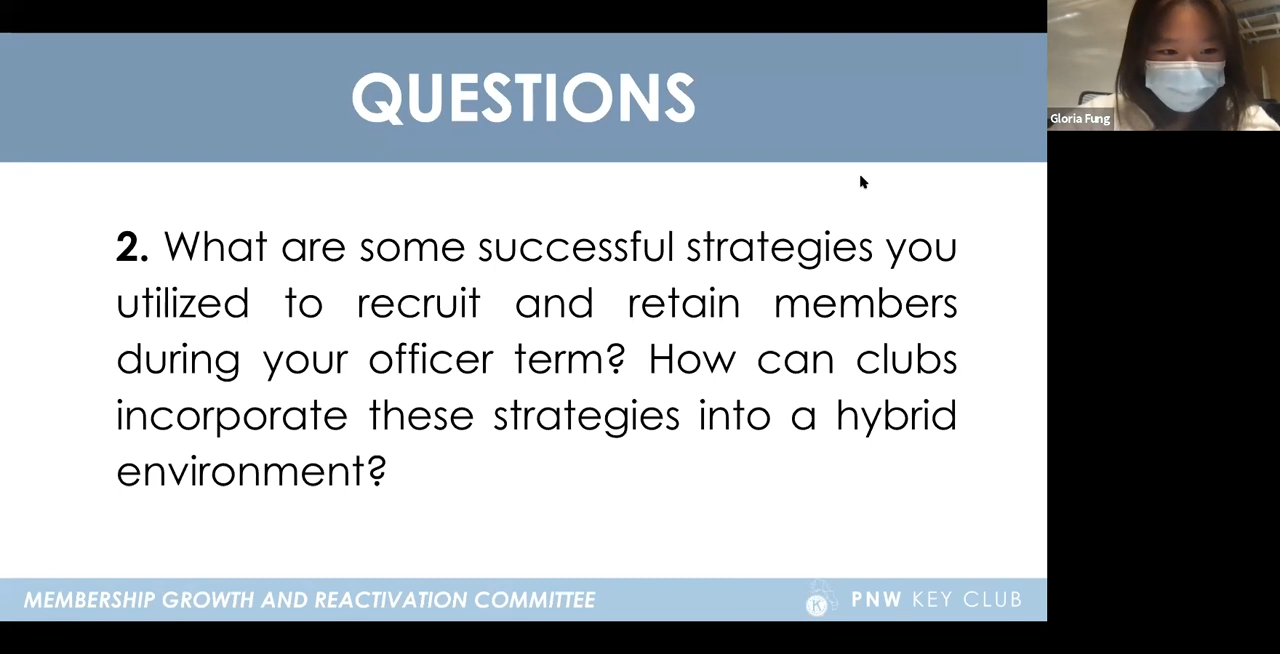 QUESTIONS
Gloria Fung
2. What are some successful strategies you
utilized to recruit and retain members
during your officer term? How can clubs
incorporate these strategies into a hybrid
environment?
MEMBERSHIP GROWTH AND REACTIVATION COMMITTEE
K
PNW KEY CLUB